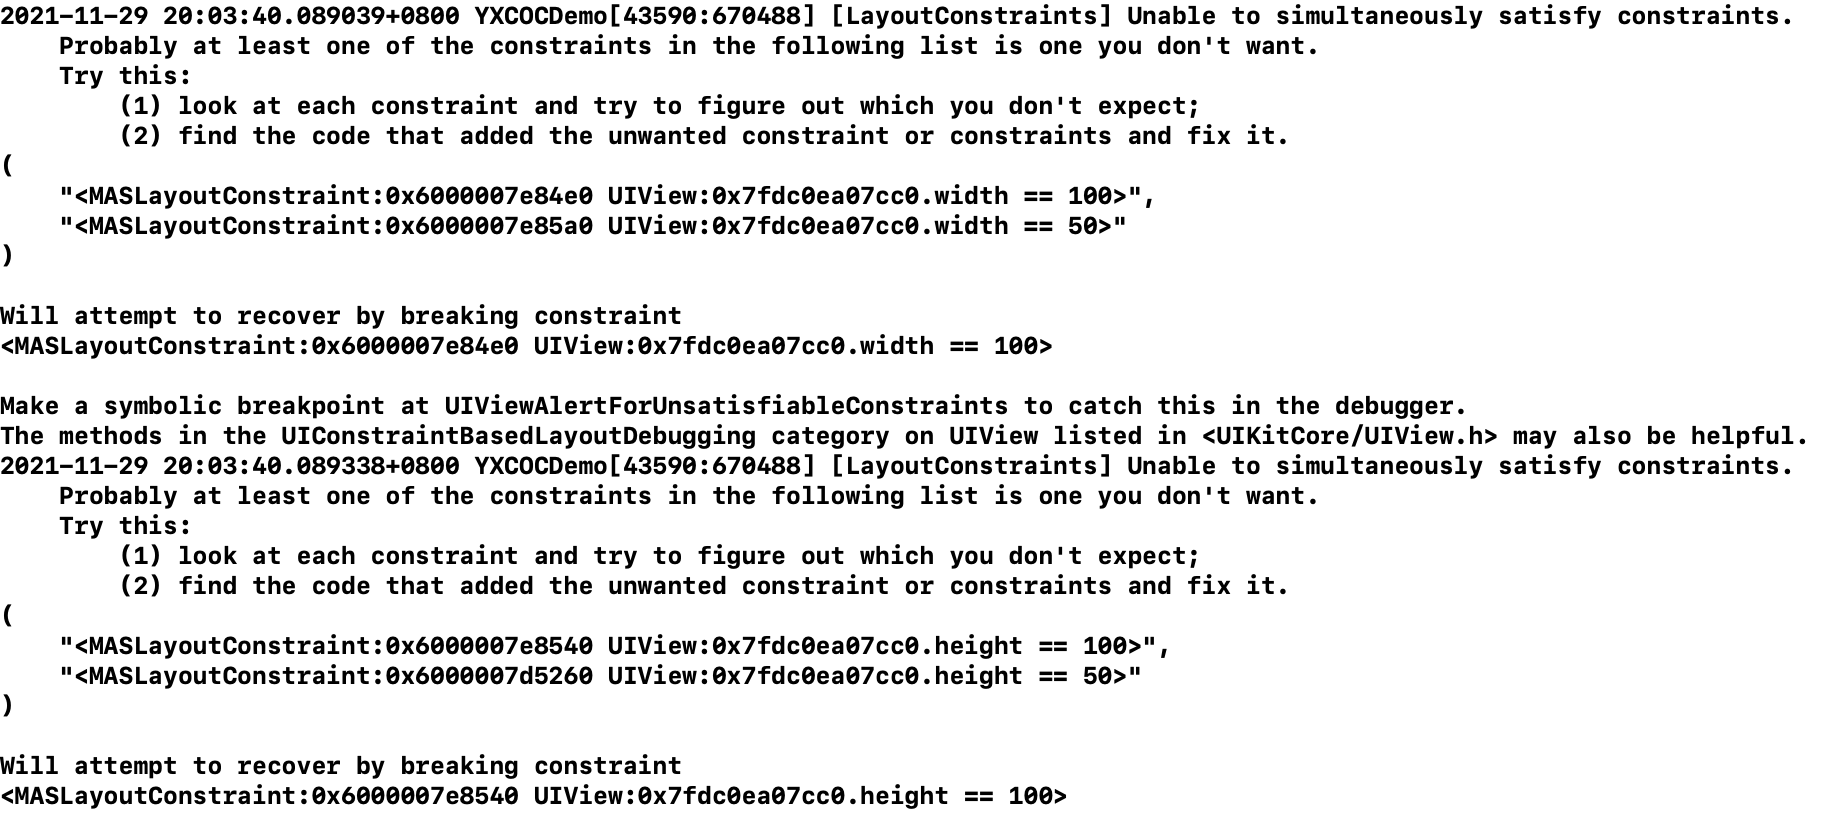 2021-11-29 20:03:40.089039+0800 YXCOCDemo[43590:670488] [LayoutConstraints] Unable to simultaneously satisfy constraints.
Probably at least one of the constraints in the following list is one you don't want.
Try this:
(1) look at each constraint and try to figure out which you don't expect;
(2) find the code that added the unwanted constraint or constraints and fix it.
(
"<MASLayoutConstraint:0x6000007e84e0 UIView:0x7fdc0ea07cc0.width == 100>",
"<MASLayoutConstraint:0x6000007e85a0 UIView:0x7fdc0ea07cc0.width == 50>"
)
Will attempt to recover by breaking constraint
<MASLayoutConstraint:0x6000007e84e0 UIView:0x7fdc0ea07cc0.width == 100>
Make a symbolic breakpoint at UIViewAlertForUnsatisfiableConstraints to catch this in the debugger.
The methods in the UIConstraintBasedLayoutDebugging category on UIView listed in <UIKitCore/UIView.h> may also be helpful.
2021-11-29 20:03:40.089338+0800 YXCOCDemo[43590:670488] [LayoutConstraints] Unable to simultaneously satisfy constraints.
Probably at least one of the constraints in the following list is one you don't want.
Try this:
(1) look at each constraint and try to figure out which you don't expect;
(2) find the code that added the unwanted constraint or constraints and fix it.
(
"<MASLayoutConstraint:0x6000007e8540 UIView:0x7fdc0ea07cc0.height == 100>",
"<MASLayoutConstraint:0x6000007d5260 UIView:0x7fdc0ea07cc0.height == 50>"
)
Will attempt to recover by breaking constraint
<MASLayoutConstraint:0x6000007e8540 UIView:0x7fdc0ea07cc0.height == 100>